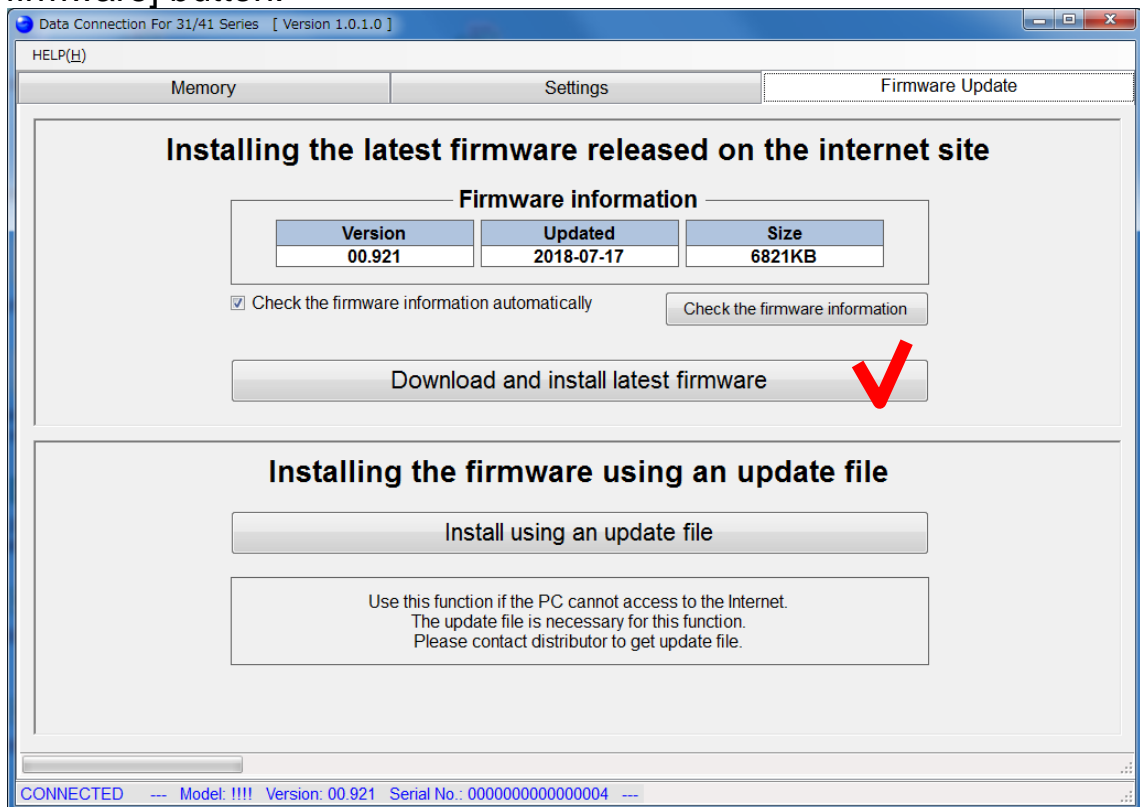 firmware] button.
Data Connection For 31/41 Series [ Version 1.0.1.0 ]
HELP(H)
Memory Settings Firmware Update
Installing the latest firmware released on the internet site
Firmware information
Version Updated Size
00.921 2018-07-17 6821KB
Check the firmware information automatically Check the firmware information
Download and install latest firmware
Installing the firmware using an update file
Install using an update file
Use this function if the PC cannot access to the Internet.
The update file is necessary for this function.
Please contact distributor to get update file.
CONNECTED --- Model: !!!! Version: 00.921 Serial No.: 0000000000000004 ---